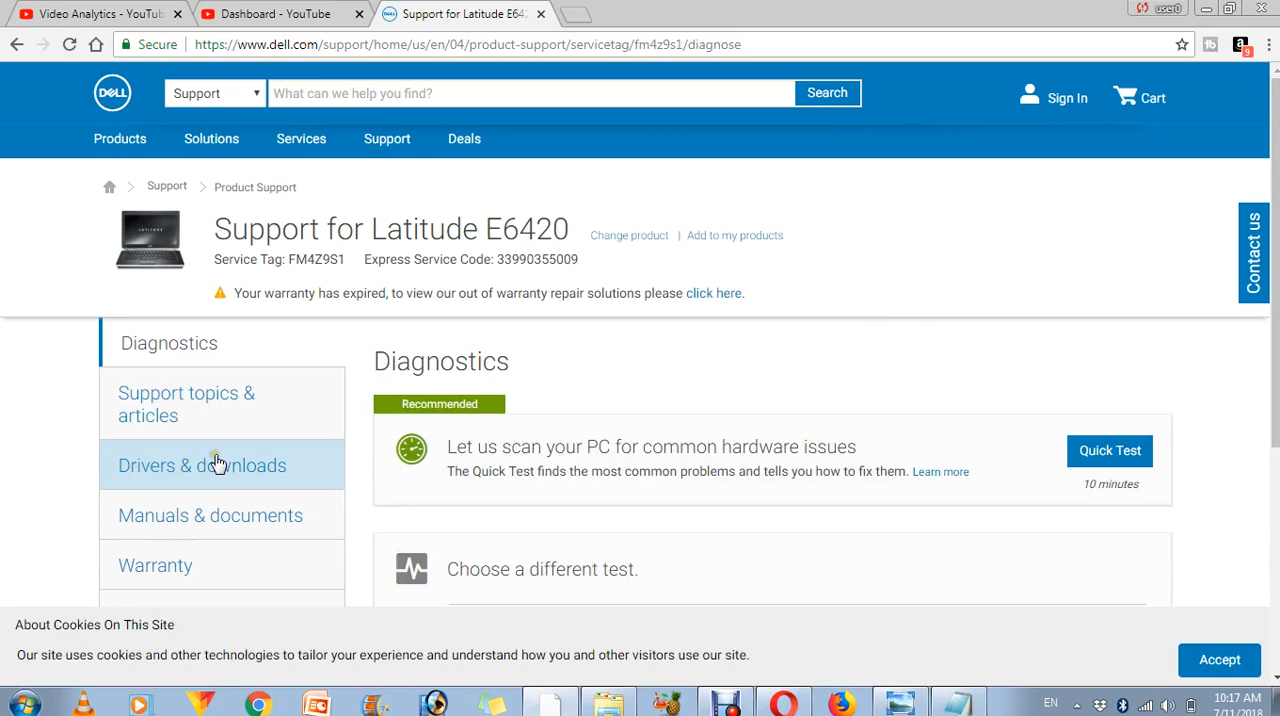 Video Analytics - YouTub
Dashboard - YouTube
Support for Latitude E642
user0
Secure
https://www.dell.com/support/home/us/en/04/product-support/servicetag/fm4z9s1/diagnose
9
DELL
Support
What can we help you find?
Search
Sign In
Cart
Products
Solutions
Services
Support
Deals
Support
Product Support
Contact us
Support for Latitude E6420
Change product | Add to my products
Service Tag: FM4Z9S1 Express Service Code: 33990355009
Your warranty has expired, to view our out of warranty repair solutions please click here.
Diagnostics
Support topics &
articles
Drivers & downloads
Manuals & documents
Warranty
Diagnostics
Recommended
Let us scan your PC for common hardware issues
The Quick Test finds the most common problems and tells you how to fix them. Learn more
Quick Test
10 minutes
Choose a different test.
About Cookies On This Site
Our site uses cookies and other technologies to tailor your experience and understand how you and other visitors use our site.
Accept
EN
10:17 AM
7/11/2018